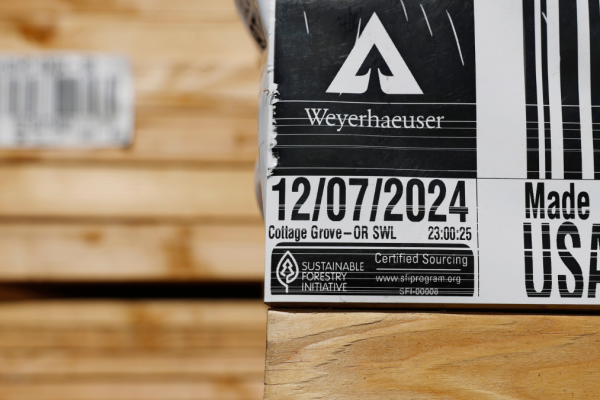 Weyerhaeuser
12/07/2024
Cottage Grove-OR SWL 23:00:25
SUSTAINABLE
FORESTRY
INITIATIVE
Certified Sourcing
www.sfiprogram.org
SFI-00008
Made
USA